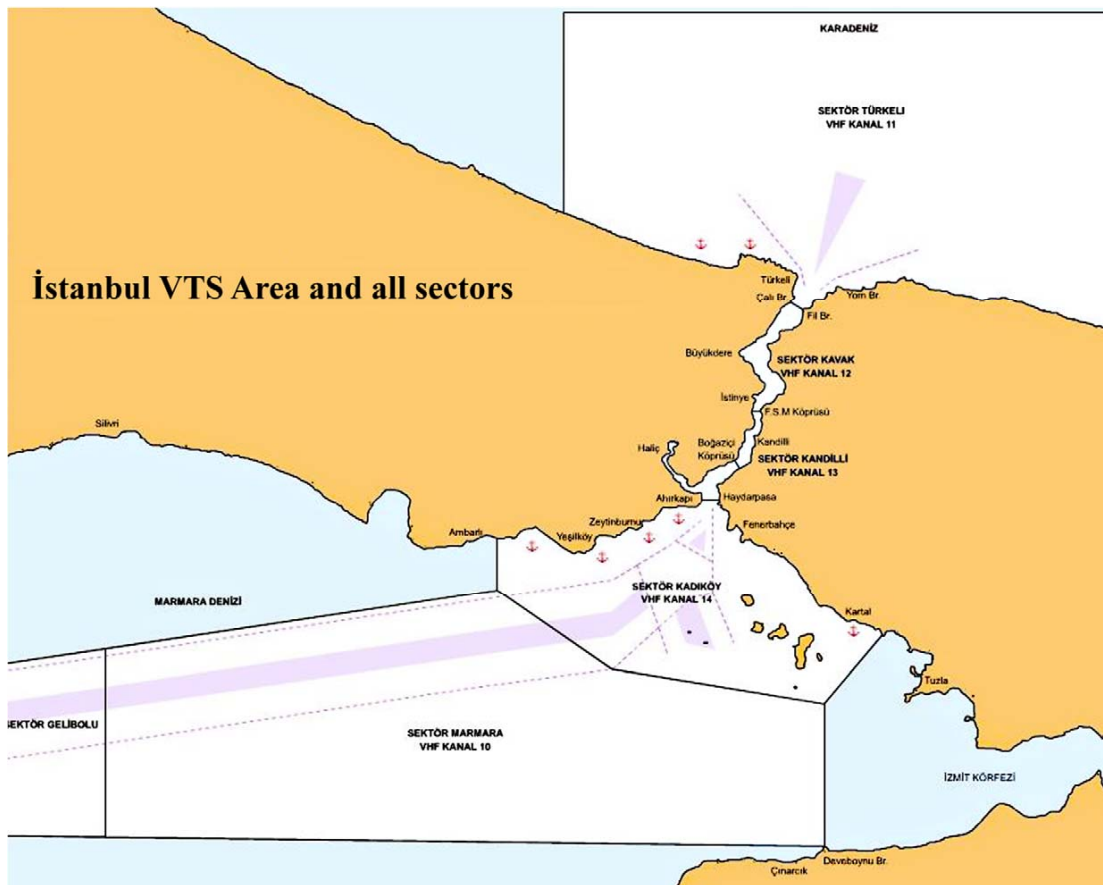 KARADENİZ
SEKTÖR TÜRKELI
VHF KANAL 11
İstanbul VTS Area and all sectors
Türkeli
Çalı Br.
Yom Br.
Fil Br.
Büyükdere
SEKTÖR KAVAK
VHF KANAL 12
İstinye
F.S.M Köprüsü
Silivri
Boğaziçi
Köprüsü
Kandilli
Haliç
SEKTÖR KANDİLLİ
VHF KANAL 13
Ahırkapı
Haydarpasa
Zeytinburnu
Fenerbahçe
Ambarlı
Yeşilköy
SEKTÖR KADIKÖY
VHF KANAL 14
MARMARA DENİZİ
Kartal
Tuzla
SEKTÖR GELİBOLU
SEKTÖR MARMARA
VHF KANAL 10
İZMİT KÖRFEZİ
Çınarcık
Deveboynu Br.